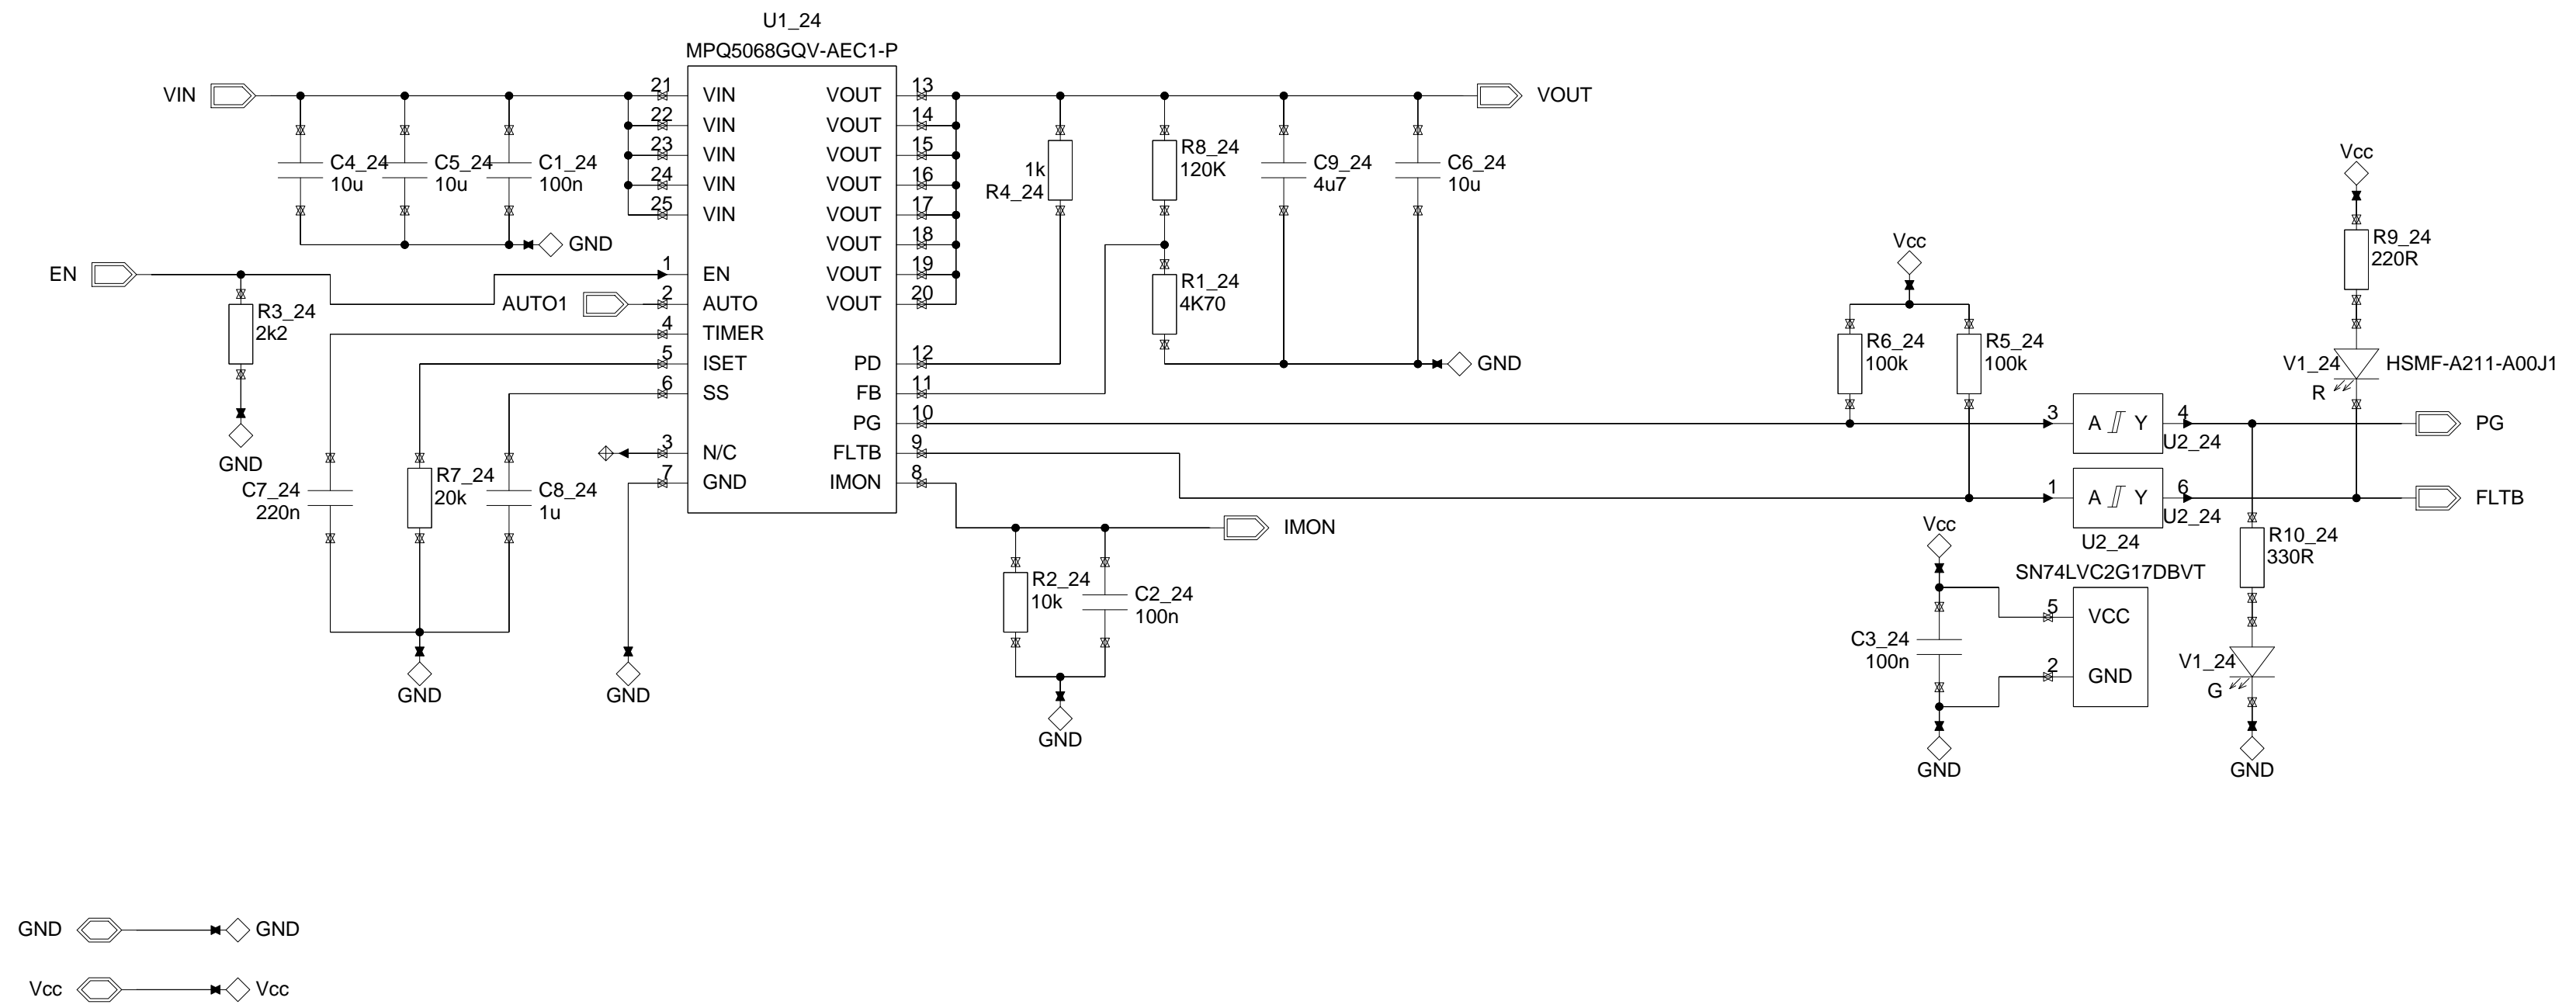 U1_24
MPQ5068GQV-AEC1-P
VIN
C4_24
10u
C5_24
10u
C1_24
100n
GND
EN
R3_24
2k2
GND
AUTO1
C7_24
220n
R7_24
20k
C8_24
1u
GND
GND
21 VIN
22 VIN
23 VIN
24 VIN
25 VIN
1 EN
2 AUTO
4 TIMER
5 ISET
6 SS
3 N/C
7 GND
VOUT 13
VOUT 14
VOUT 15
VOUT 16
VOUT 17
VOUT 18
VOUT 19
VOUT 20
PD 12
FB 11
PG 10
FLTB 9
IMON 8
1k
R4_24
R8_24
120K
R1_24
4K70
C9_24
4u7
C6_24
10u
VOUT
GND
R2_24
10k
C2_24
100n
IMON
GND
Vcc
R6_24
100k
R5_24
100k
Vcc
R9_24
220R
V1_24
R
HSMF-A211-A00J1
3 A Y 4
U2_24
PG
1 A Y 6
U2_24
FLTB
U2_24
SN74LVC2G17DBVT
Vcc
C3_24
100n
5 VCC
2 GND
GND
R10_24
330R
V1_24
G
GND
GND GND
Vcc Vcc